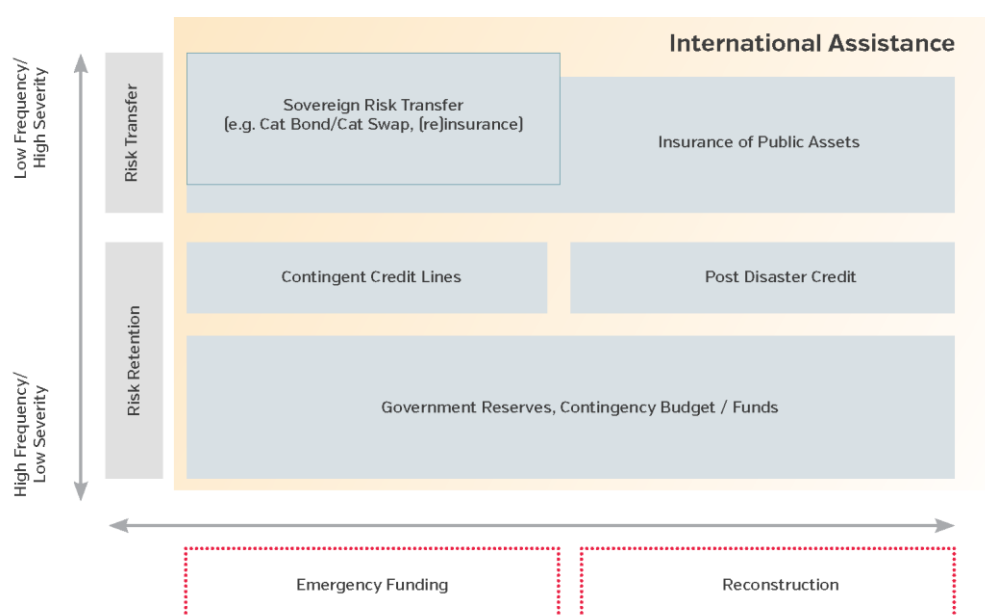 International Assistance
Low Frequency/
High Severity
Risk Transfer
Sovereign Risk Transfer
(e.g. Cat Bond/Cat Swap, (re)insurance)
Insurance of Public Assets
Contingent Credit Lines
Post Disaster Credit
Risk Retention
High Frequency/
Low Severity
Government Reserves, Contingency Budget / Funds
Emergency Funding
Reconstruction